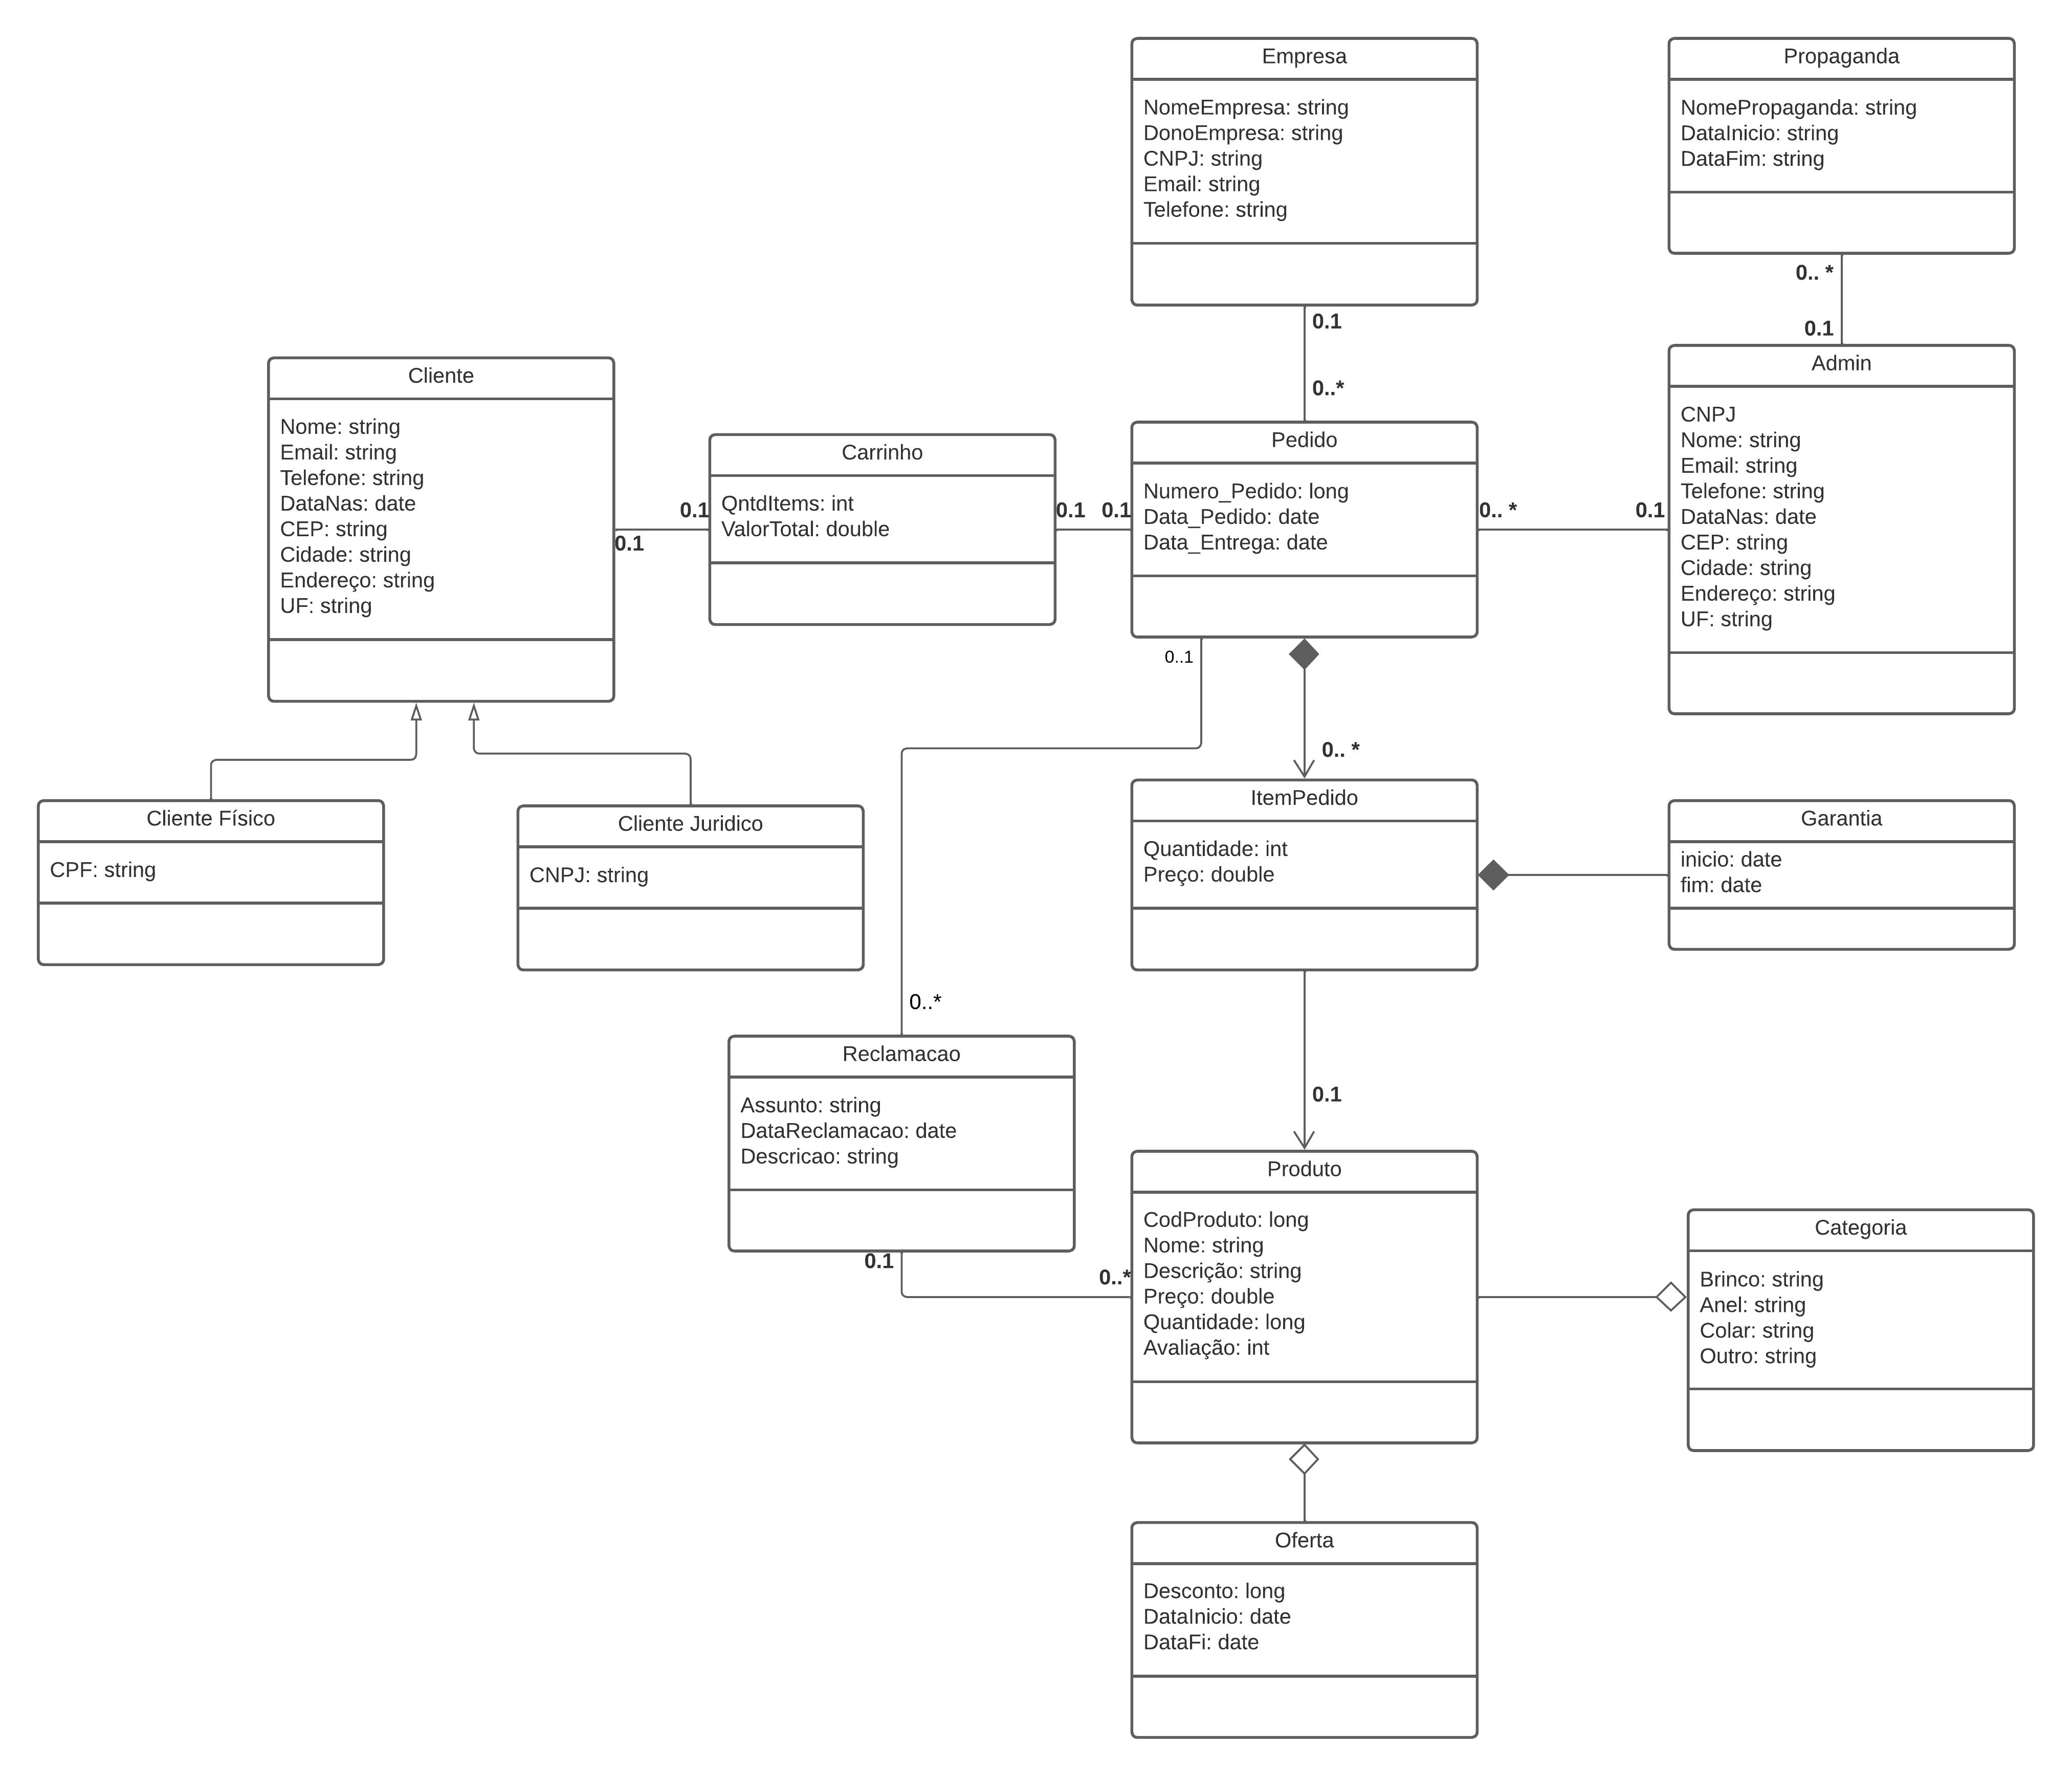 Empresa
NomeEmpresa: string
DonoEmpresa: string
CNPJ: string
Email: string
Telefone: string
Propaganda
NomePropaganda: string
DataInicio: string
DataFim: string
0.1
0..*
0.. *
0.1
Cliente
Nome: string
Email: string
Telefone: string
DataNas: date
CEP: string
Cidade: string
Endereço: string
UF: string
0.1
0.1
Carrinho
QntdItems: int
ValorTotal: double
0.1
0.1
Pedido
Numero_Pedido: long
Data_Pedido: date
Data_Entrega: date
0.. *
0.1
Admin
CNPJ
Nome: string
Email: string
Telefone: string
DataNas: date
CEP: string
Cidade: string
Endereço: string
UF: string
0..1
0.. *
Cliente Físico
CPF: string
Cliente Juridico
CNPJ: string
ItemPedido
Quantidade: int
Preço: double
Garantia
inicio: date
fim: date
0..*
0.1
Reclamacao
Assunto: string
DataReclamacao: date
Descricao: string
0.1
0..*
Produto
CodProduto: long
Nome: string
Descrição: string
Preço: double
Quantidade: long
Avaliação: int
Categoria
Brinco: string
Anel: string
Colar: string
Outro: string
Oferta
Desconto: long
DataInicio: date
DataFi: date